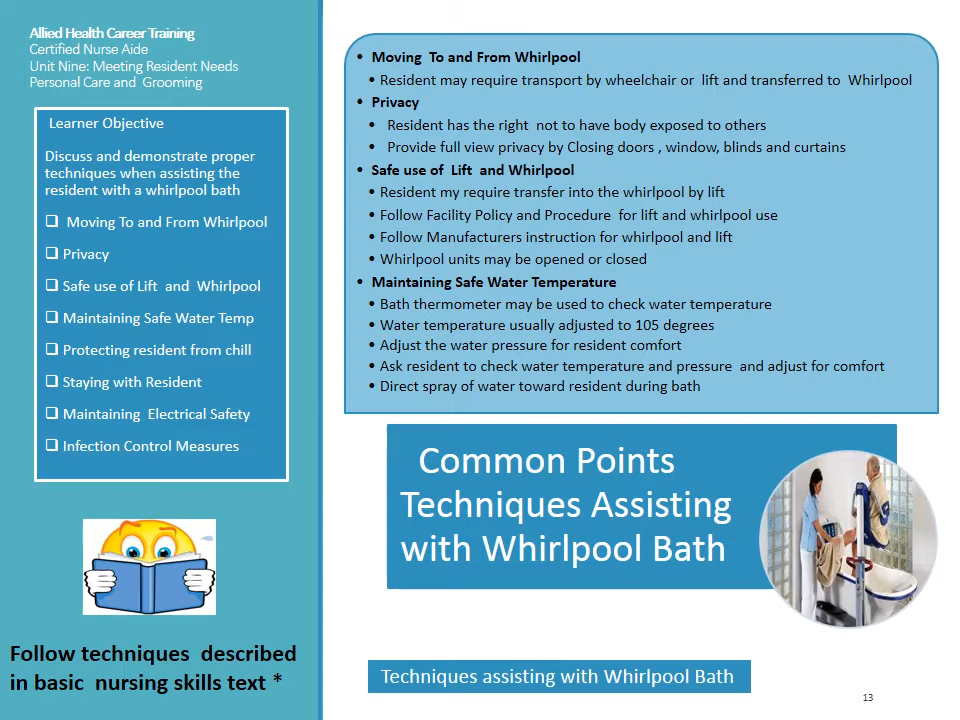 Allied Health Career Training
Certified Nurse Aide
Unit Nine: Meeting Resident Needs
Personal Care and Grooming
Learner Objective
Discuss and demonstrate proper
techniques when assisting the
resident with a whirlpool bath
❑ Moving To and From Whirlpool
❑ Privacy
❑ Safe use of Lift and Whirlpool
❑ Maintaining Safe Water Temp
❑ Protecting resident from chill
❑ Staying with Resident
❑ Maintaining Electrical Safety
❑ Infection Control Measures
Follow techniques described
in basic nursing skills text *
• Moving To and From Whirlpool
• Resident may require transport by wheelchair or lift and transferred to Whirlpool
• Privacy
• Resident has the right not to have body exposed to others
• Provide full view privacy by Closing doors , window, blinds and curtains
• Safe use of Lift and Whirlpool
• Resident my require transfer into the whirlpool by lift
• Follow Facility Policy and Procedure for lift and whirlpool use
• Follow Manufacturers instruction for whirlpool and lift
• Whirlpool units may be opened or closed
• Maintaining Safe Water Temperature
• Bath thermometer may be used to check water temperature
• Water temperature usually adjusted to 105 degrees
• Adjust the water pressure for resident comfort
• Ask resident to check water temperature and pressure and adjust for comfort
• Direct spray of water toward resident during bath
Common Points
Techniques Assisting
with Whirlpool Bath
Techniques assisting with Whirlpool Bath
13